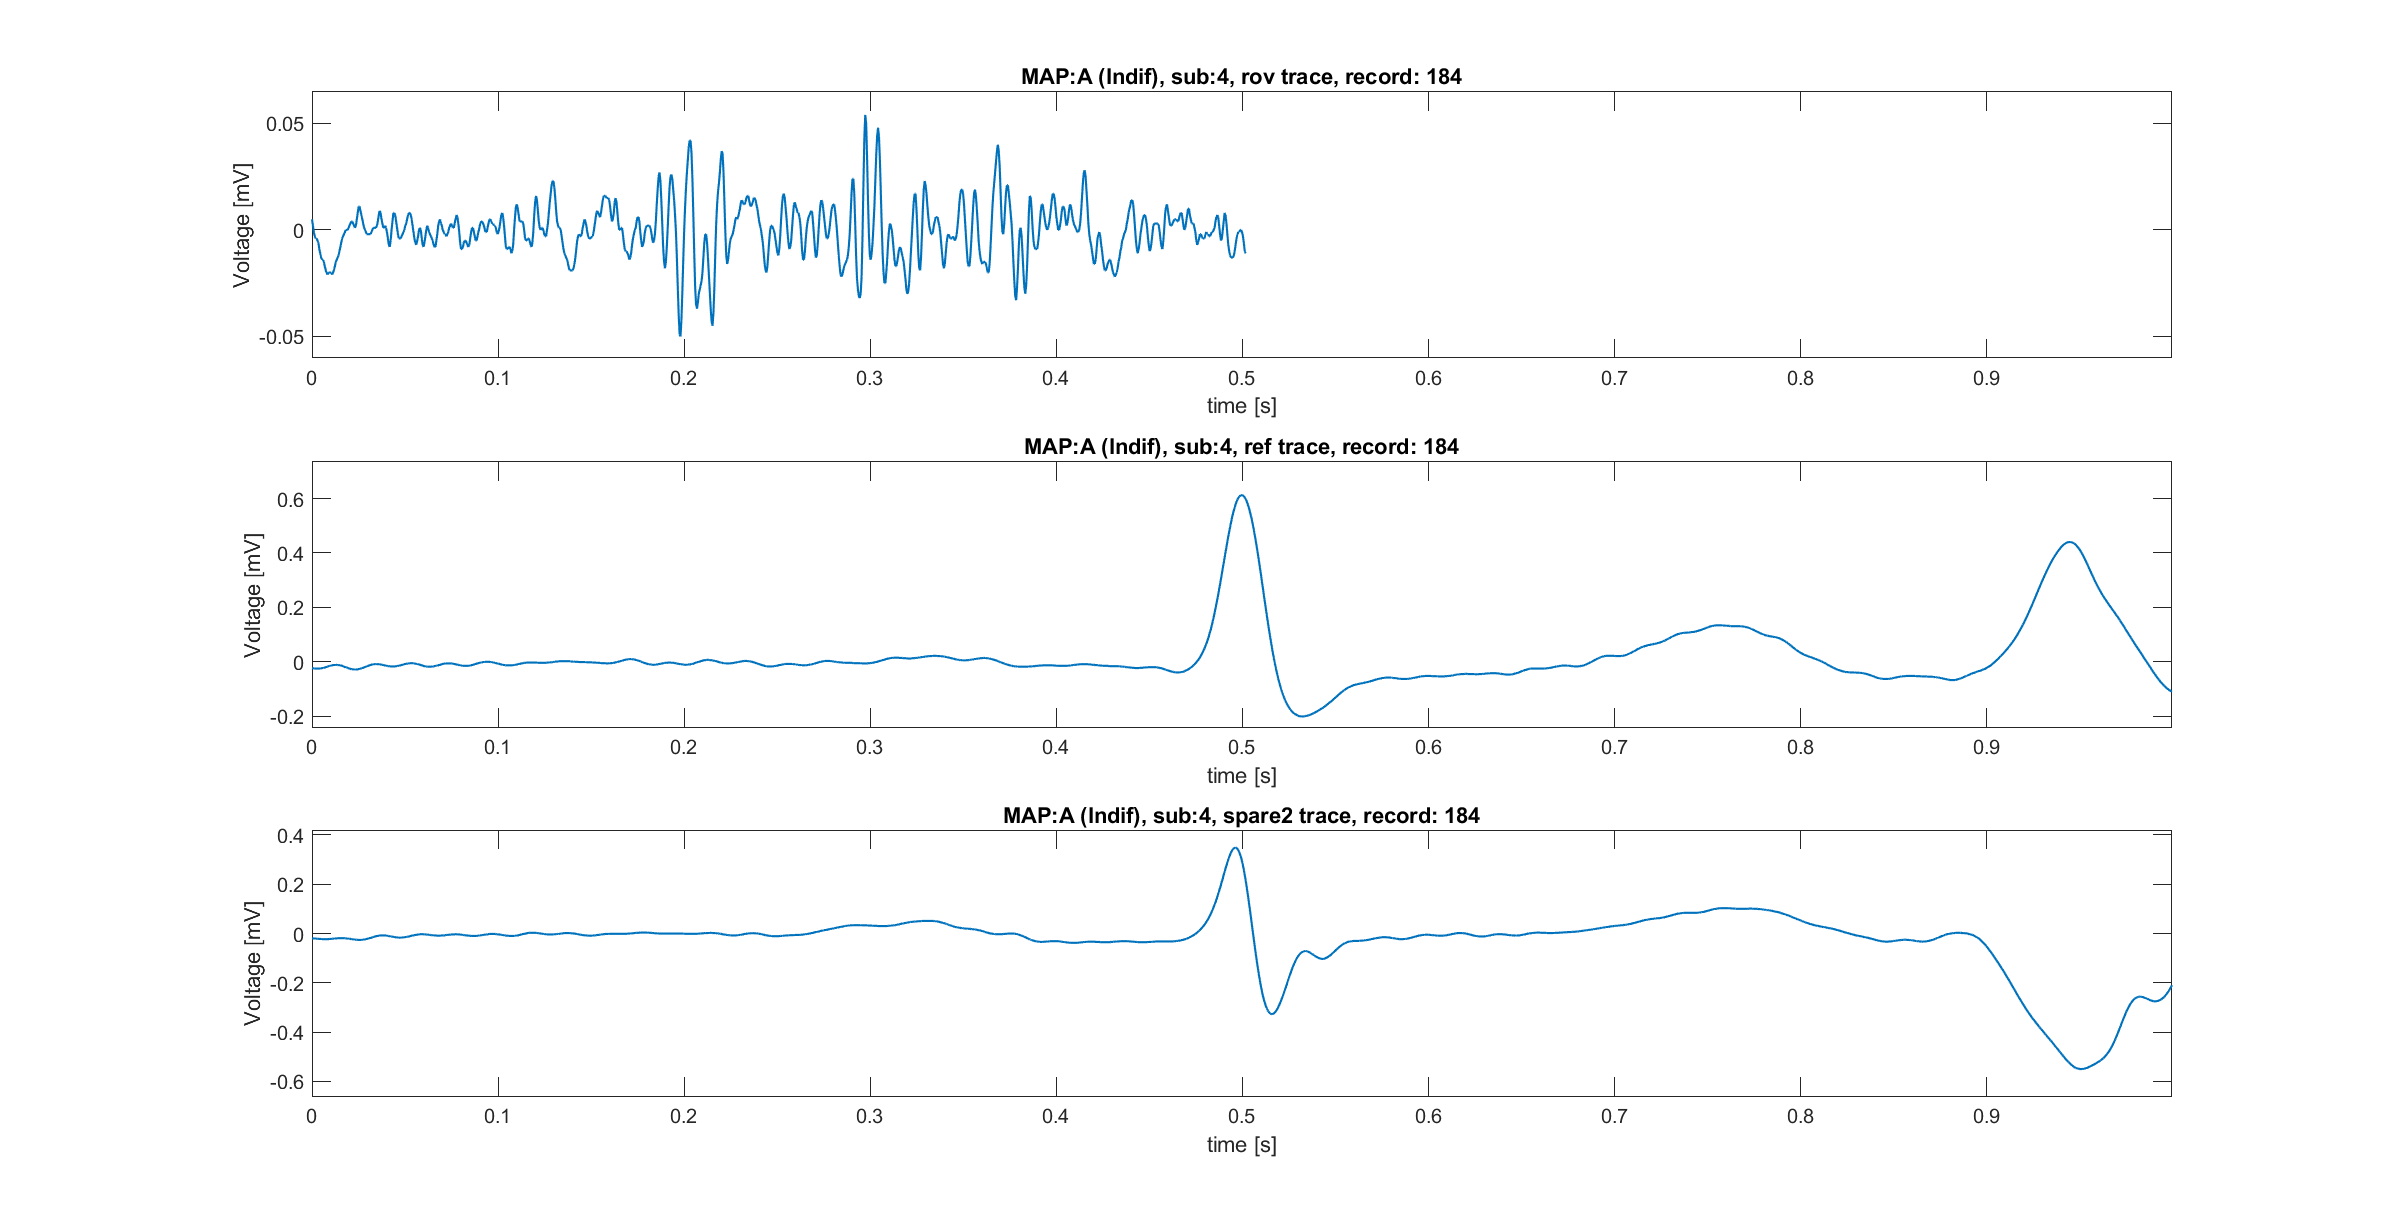 MAP:A (Indif), sub:4, rov trace, record: 184
Voltage [mV]
0.05
0
-0.05
0 0.1 0.2 0.3 0.4 0.5 0.6 0.7 0.8 0.9
time [s]
MAP:A (Indif), sub:4, ref trace, record: 184
Voltage [mV]
0.6
0.4
0.2
0
-0.2
0 0.1 0.2 0.3 0.4 0.5 0.6 0.7 0.8 0.9
time [s]
MAP:A (Indif), sub:4, spare2 trace, record: 184
Voltage [mV]
0.4
0.2
0
-0.2
-0.4
-0.6
0 0.1 0.2 0.3 0.4 0.5 0.6 0.7 0.8 0.9
time [s]